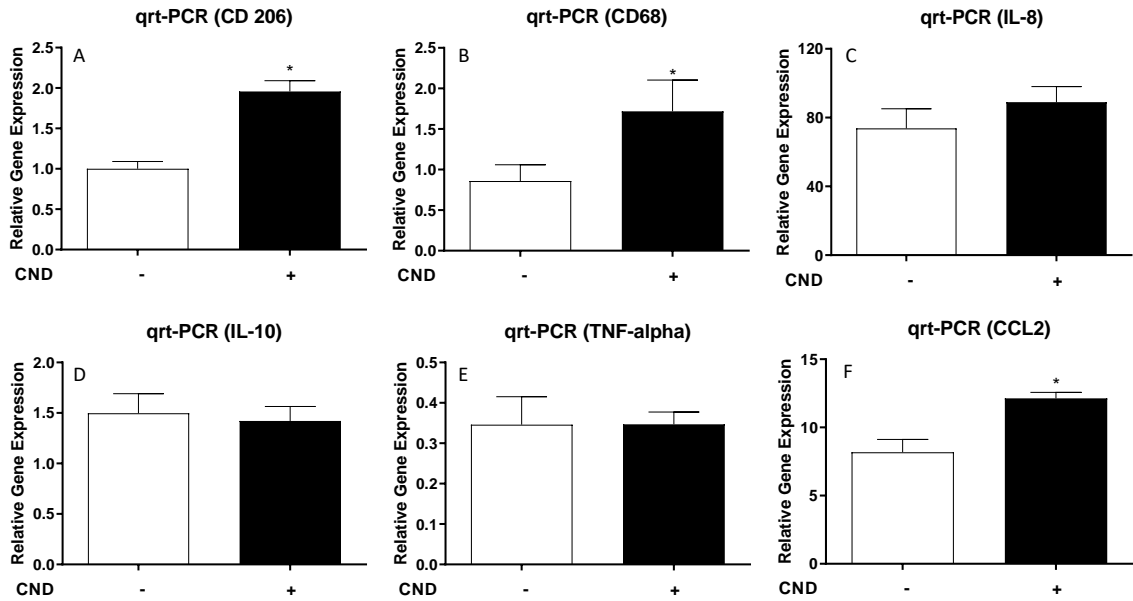 qrt-PCR (CD 206)
A
Relative Gene Expression
2.5
2.0
1.5
1.0
0.5
0.0
*
CND
-
+
qrt-PCR (CD68)
B
Relative Gene Expression
2.5
2.0
1.5
1.0
0.5
0.0
*
CND
-
+
qrt-PCR (IL-8)
C
Relative Gene Expression
120
80
40
0
CND
-
+
qrt-PCR (IL-10)
D
Relative Gene Expression
2.0
1.5
1.0
0.5
0.0
CND
-
+
qrt-PCR (TNF-alpha)
E
Relative Gene Expression
0.5
0.4
0.3
0.2
0.1
0.0
CND
-
+
qrt-PCR (CCL2)
F
Relative Gene Expression
15
10
5
0
*
CND
-
+